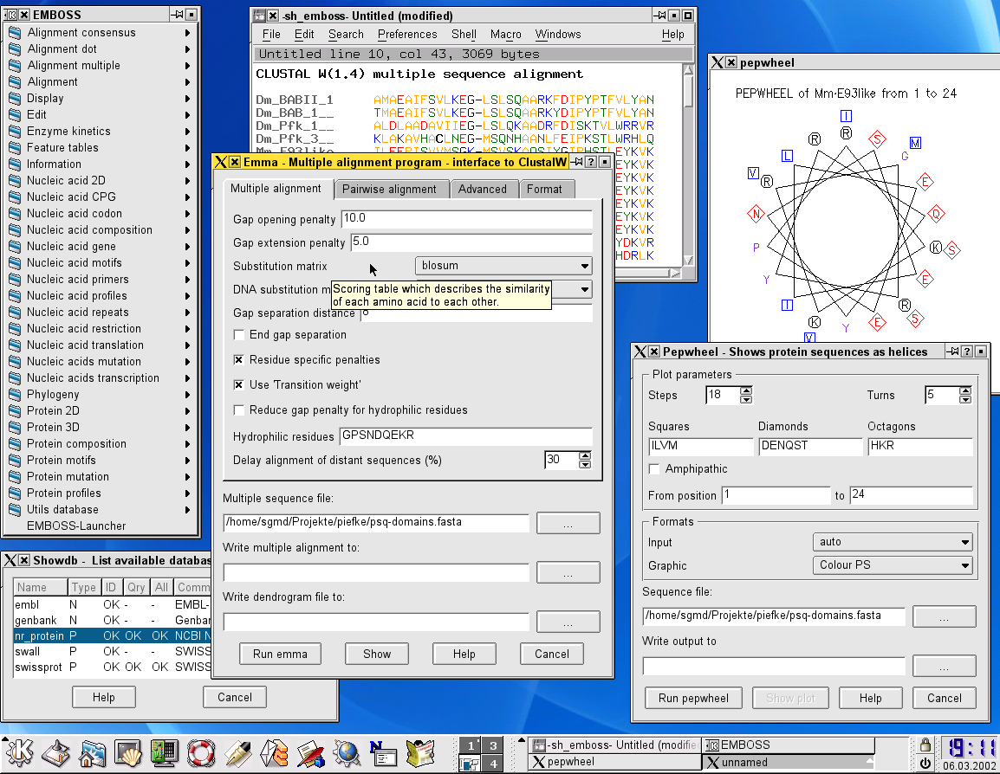 EMBOSS
Alignment consensus
Alignment dot
Alignment multiple
Alignment
Display
Edit
Enzyme kinetics
Feature tables
Information
Nucleic acid 2D
Nucleic acid CPG
Nucleic acid codon
Nucleic acid composition
Nucleic acid gene
Nucleic acid motifs
Nucleic acid primers
Nucleic acid profiles
Nucleic acid repeats
Nucleic acid restriction
Nucleic acid translation
Nucleic acids mutation
Nucleic acids transcription
Phylogeny
Protein 2D
Protein 3D
Protein composition
Protein motifs
Protein mutation
Protein profiles
Utils database
EMBOSS-Launcher
-sh_emboss- Untitled (modified)
File Edit Search Preferences Shell Macro Windows Help
Untitled line 10, col 43, 3069 bytes
CLUSTAL W(1.4) multiple sequence alignment
Dm_BABII_1 AMAEAIFSVLKEG-LSLSQAARKFDIPYPTFVLYAN
Dm_BAB_1__ TMAEAIFSVLKEG-LSLSQAARKYDIPYPTFVLYVN
Dm_Pfk_1__ ALDLAADAVIIEG-LSLQKAARDFDISKTVLWRRVR
Dm_Pfk_3__ KLAKAVHACLNEG-MSQNHAANLFEIPKSTLWRHLQ
EYKVK
EYKVK
EYKVK
EYKVK
EYKVK
EYKVK
EYDKVR
HDRLK
pepwheel
PEPWHEEL of Mm-E93like from 1 to 24
I
R
R
S
M
G
L
V
R
E
N
Q
P
K
S
Y
E
I
R
K
Y
E
S
V
Emma - Multiple alignment program - interface to ClustalW
Multiple alignment Pairwise alignment Advanced Format
Gap opening penalty 10.0
Gap extension penalty 5.0
Substitution matrix blosum
DNA substitution m
Scoring table which describes the similarity
of each amino acid to each other.
Gap separation distance 8
End gap separation
Residue specific penalties
Use 'Transition weight'
Reduce gap penalty for hydrophilic residues
Hydrophilic residues GPSNDQEKR
Delay alignment of distant sequences (%) 30
Multiple sequence file:
/home/sgmd/Projekte/piefke/psq-domains.fasta ...
Write multiple alignment to:
...
Write dendrogram file to:
...
Run emma Show Help Cancel
Pepwheel - Shows protein sequences as helices
Plot parameters
Steps 18 Turns 5
Squares Diamonds Octagons
ILVM DENQST HKR
Amphipathic
From position 1 to 24
Formats
Input auto
Graphic Colour PS
Sequence file:
/home/sgmd/Projekte/piefke/psq-domains.fasta ...
Write output to
...
Run pepwheel Show plot Help Cancel
Showdb - List available databas
Name Type ID Qry All Comm
embl N OK - - EMBL-
genbank N OK - - Genbar
nr_protein P OK OK OK NCBI N
swall P OK - - SWISS
swissprot P OK OK OK SWISS
Help Cancel
1 3
4
-sh_emboss- Untitled (modifie
EMBOSS
pepwheel
unnamed
19:11
06.03.2002